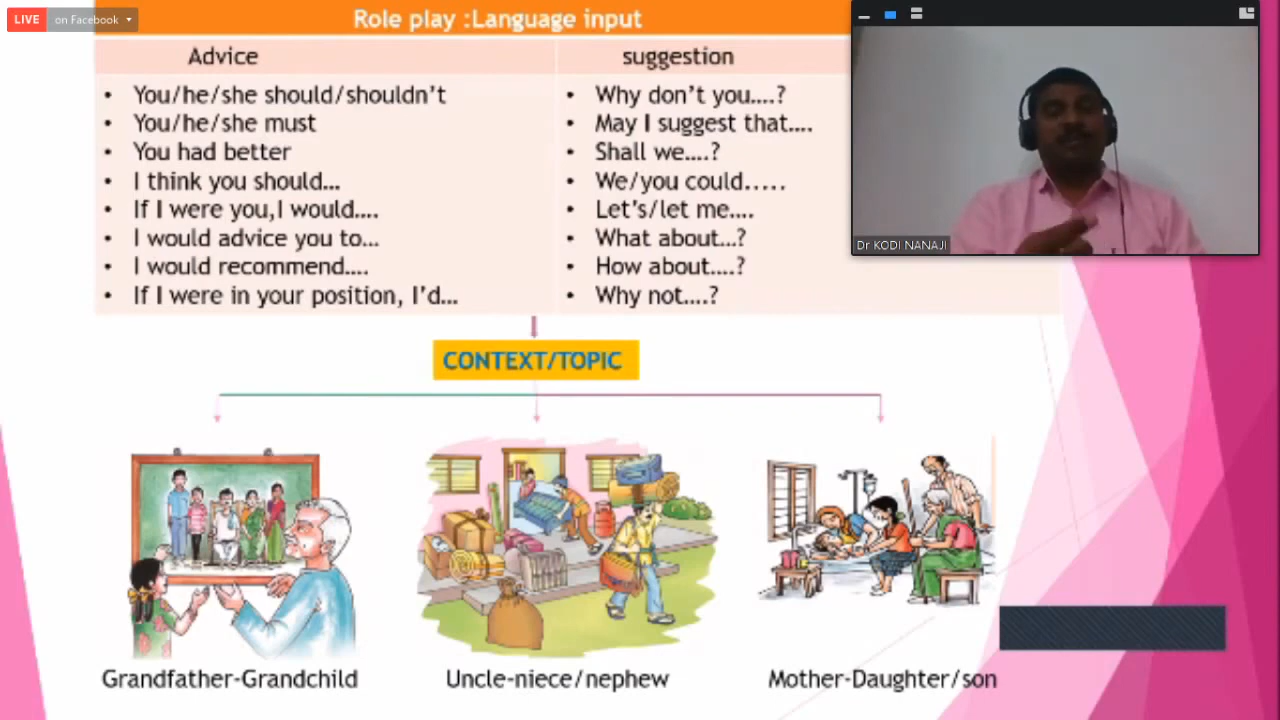 LIVE on Facebook
Role play :Language input
Advice
suggestion
• You/he/she should/shouldn't
• You/he/she must
• You had better
• I think you should...
• If I were you,I would....
• I would advice you to...
• I would recommend....
• If I were in your position, I'd...
• Why don't you....?
• May I suggest that....
• Shall we....?
• We/you could.....
• Let's/let me....
• What about...?
• How about....?
• Why not....?
Dr KODI NANAJI
CONTEXT/TOPIC
Grandfather-Grandchild
Uncle-niece/nephew
Mother-Daughter/son